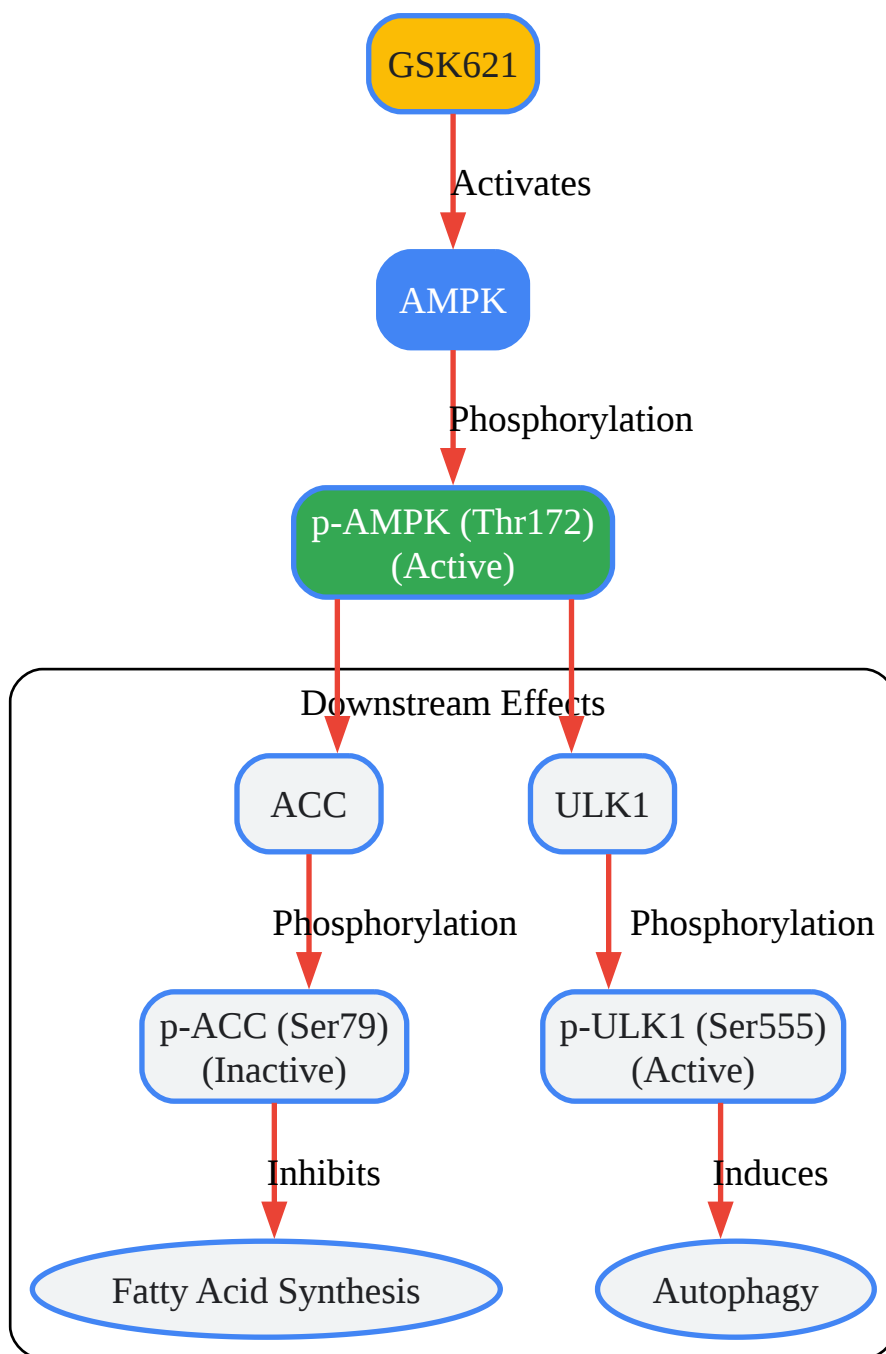 GSK621
Activates
AMPK
Phosphorylation
p-AMPK (Thr172)
(Active)
Downstream Effects
ACC
ULK1
Phosphorylation
Phosphorylation
p-ACC (Ser79)
(Inactive)
p-ULK1 (Ser555)
(Active)
Inhibits
Induces
Fatty Acid Synthesis
Autophagy